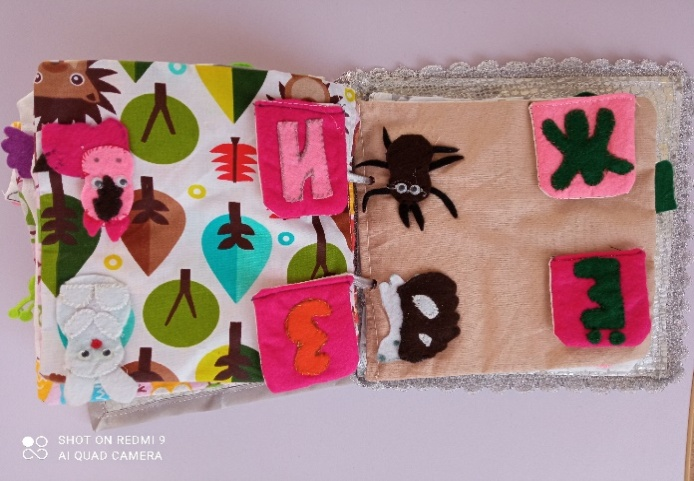 И
З
Ж
Ё
SHOT ON REDMI 9
AI QUAD CAMERA